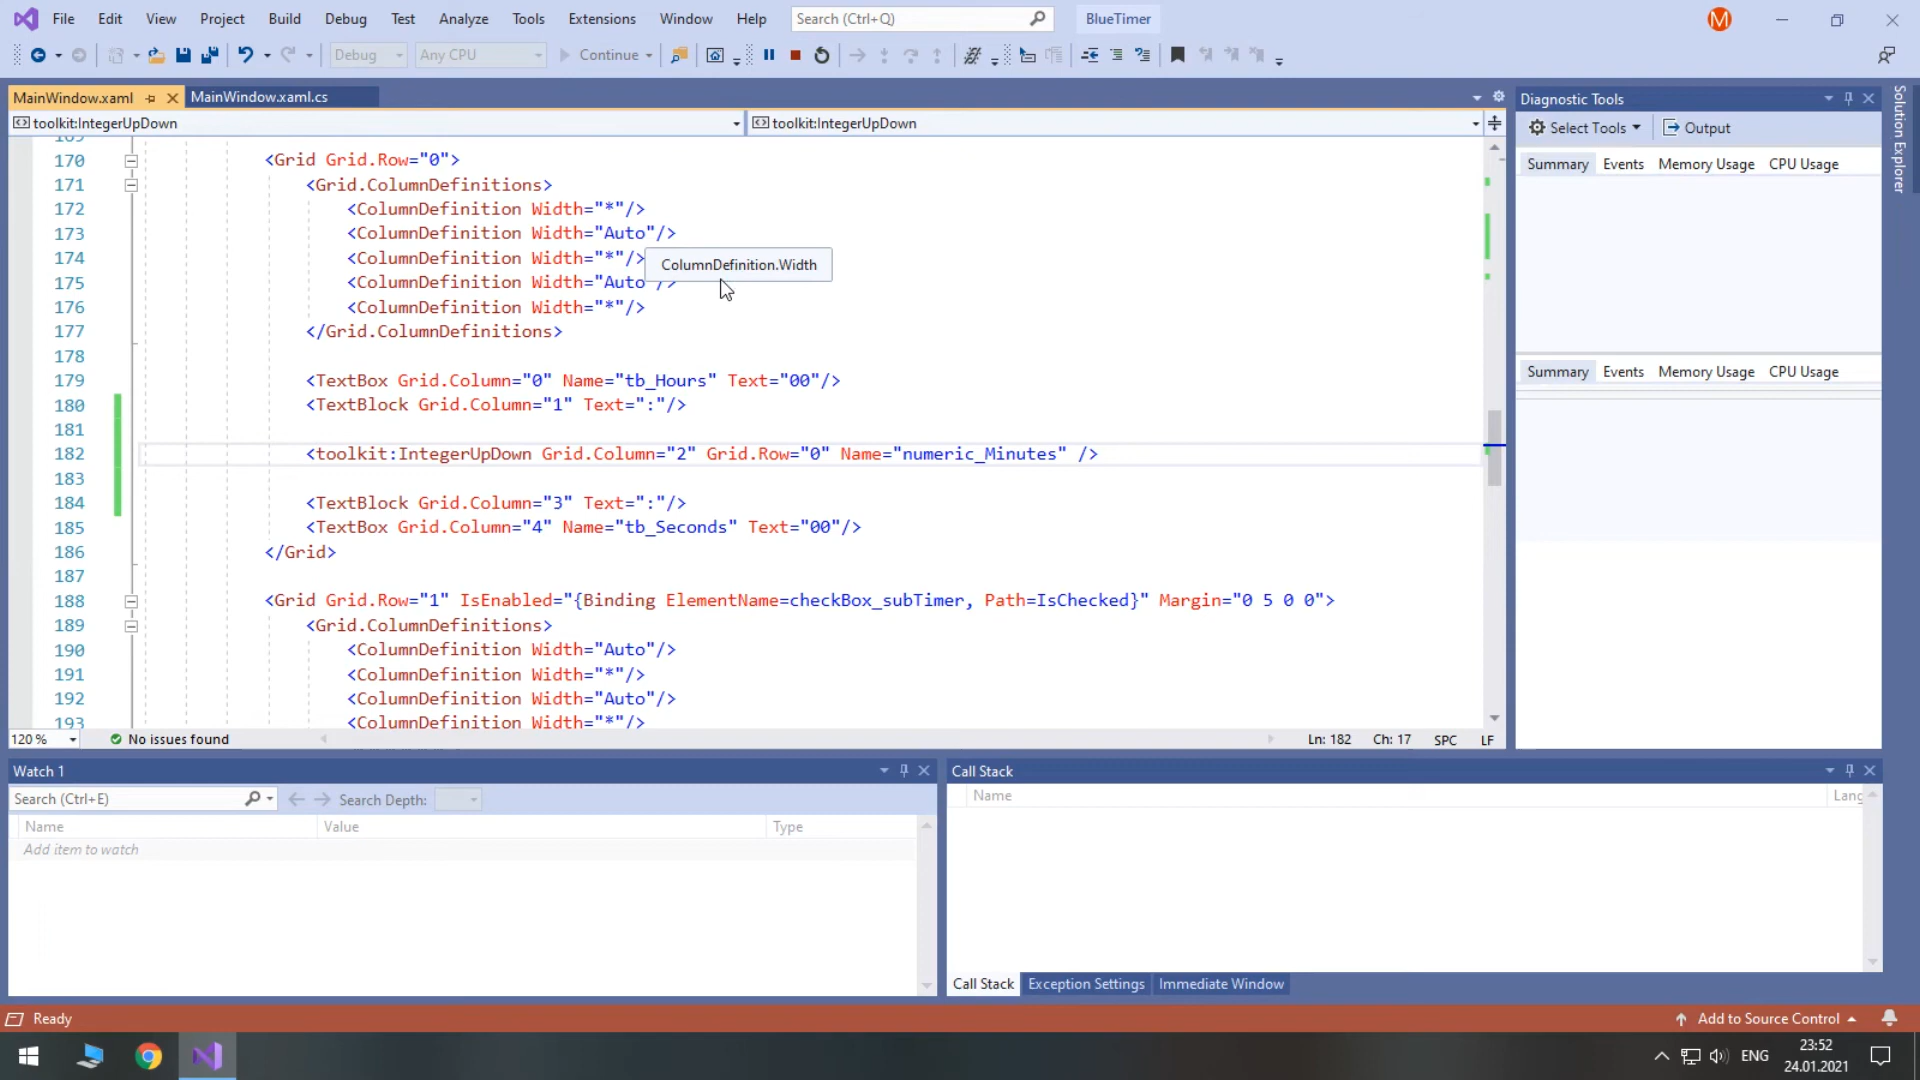 File Edit View Project Build Debug Test Analyze Tools Extensions Window Help Search (Ctrl+Q) BlueTimer M
Debug Any CPU Continue
MainWindow.xaml MainWindow.xaml.cs
toolkit:IntegerUpDown toolkit:IntegerUpDown
170 <Grid Grid.Row="0">
171 <Grid.ColumnDefinitions>
172 <ColumnDefinition Width="*"/>
173 <ColumnDefinition Width="Auto"/>
174 <ColumnDefinition Width="*"/>
ColumnDefinition.Width
175 <ColumnDefinition Width="Auto"/>
176 <ColumnDefinition Width="*"/>
177 </Grid.ColumnDefinitions>
178
179 <TextBox Grid.Column="0" Name="tb_Hours" Text="00"/>
180 <TextBlock Grid.Column="1" Text=":"/>
181
182 <toolkit:IntegerUpDown Grid.Column="2" Grid.Row="0" Name="numeric_Minutes" />
183
184 <TextBlock Grid.Column="3" Text=":"/>
185 <TextBox Grid.Column="4" Name="tb_Seconds" Text="00"/>
186 </Grid>
187
188 <Grid Grid.Row="1" IsEnabled="{Binding ElementName=checkBox_subTimer, Path=IsChecked}" Margin="0 5 0 0">
189 <Grid.ColumnDefinitions>
190 <ColumnDefinition Width="Auto"/>
191 <ColumnDefinition Width="*"/>
192 <ColumnDefinition Width="Auto"/>
193 <ColumnDefinition Width="*"/>
120 % No issues found Ln: 182 Ch: 17 SPC LF
Diagnostic Tools
Select Tools Output
Summary Events Memory Usage CPU Usage
Summary Events Memory Usage CPU Usage
Solution Explorer
Watch 1
Search (Ctrl+E) Search Depth:
Name Value Type
Add item to watch
Call Stack
Name Lang
Call Stack Exception Settings Immediate Window
Ready Add to Source Control
ENG 23:52
24.01.2021